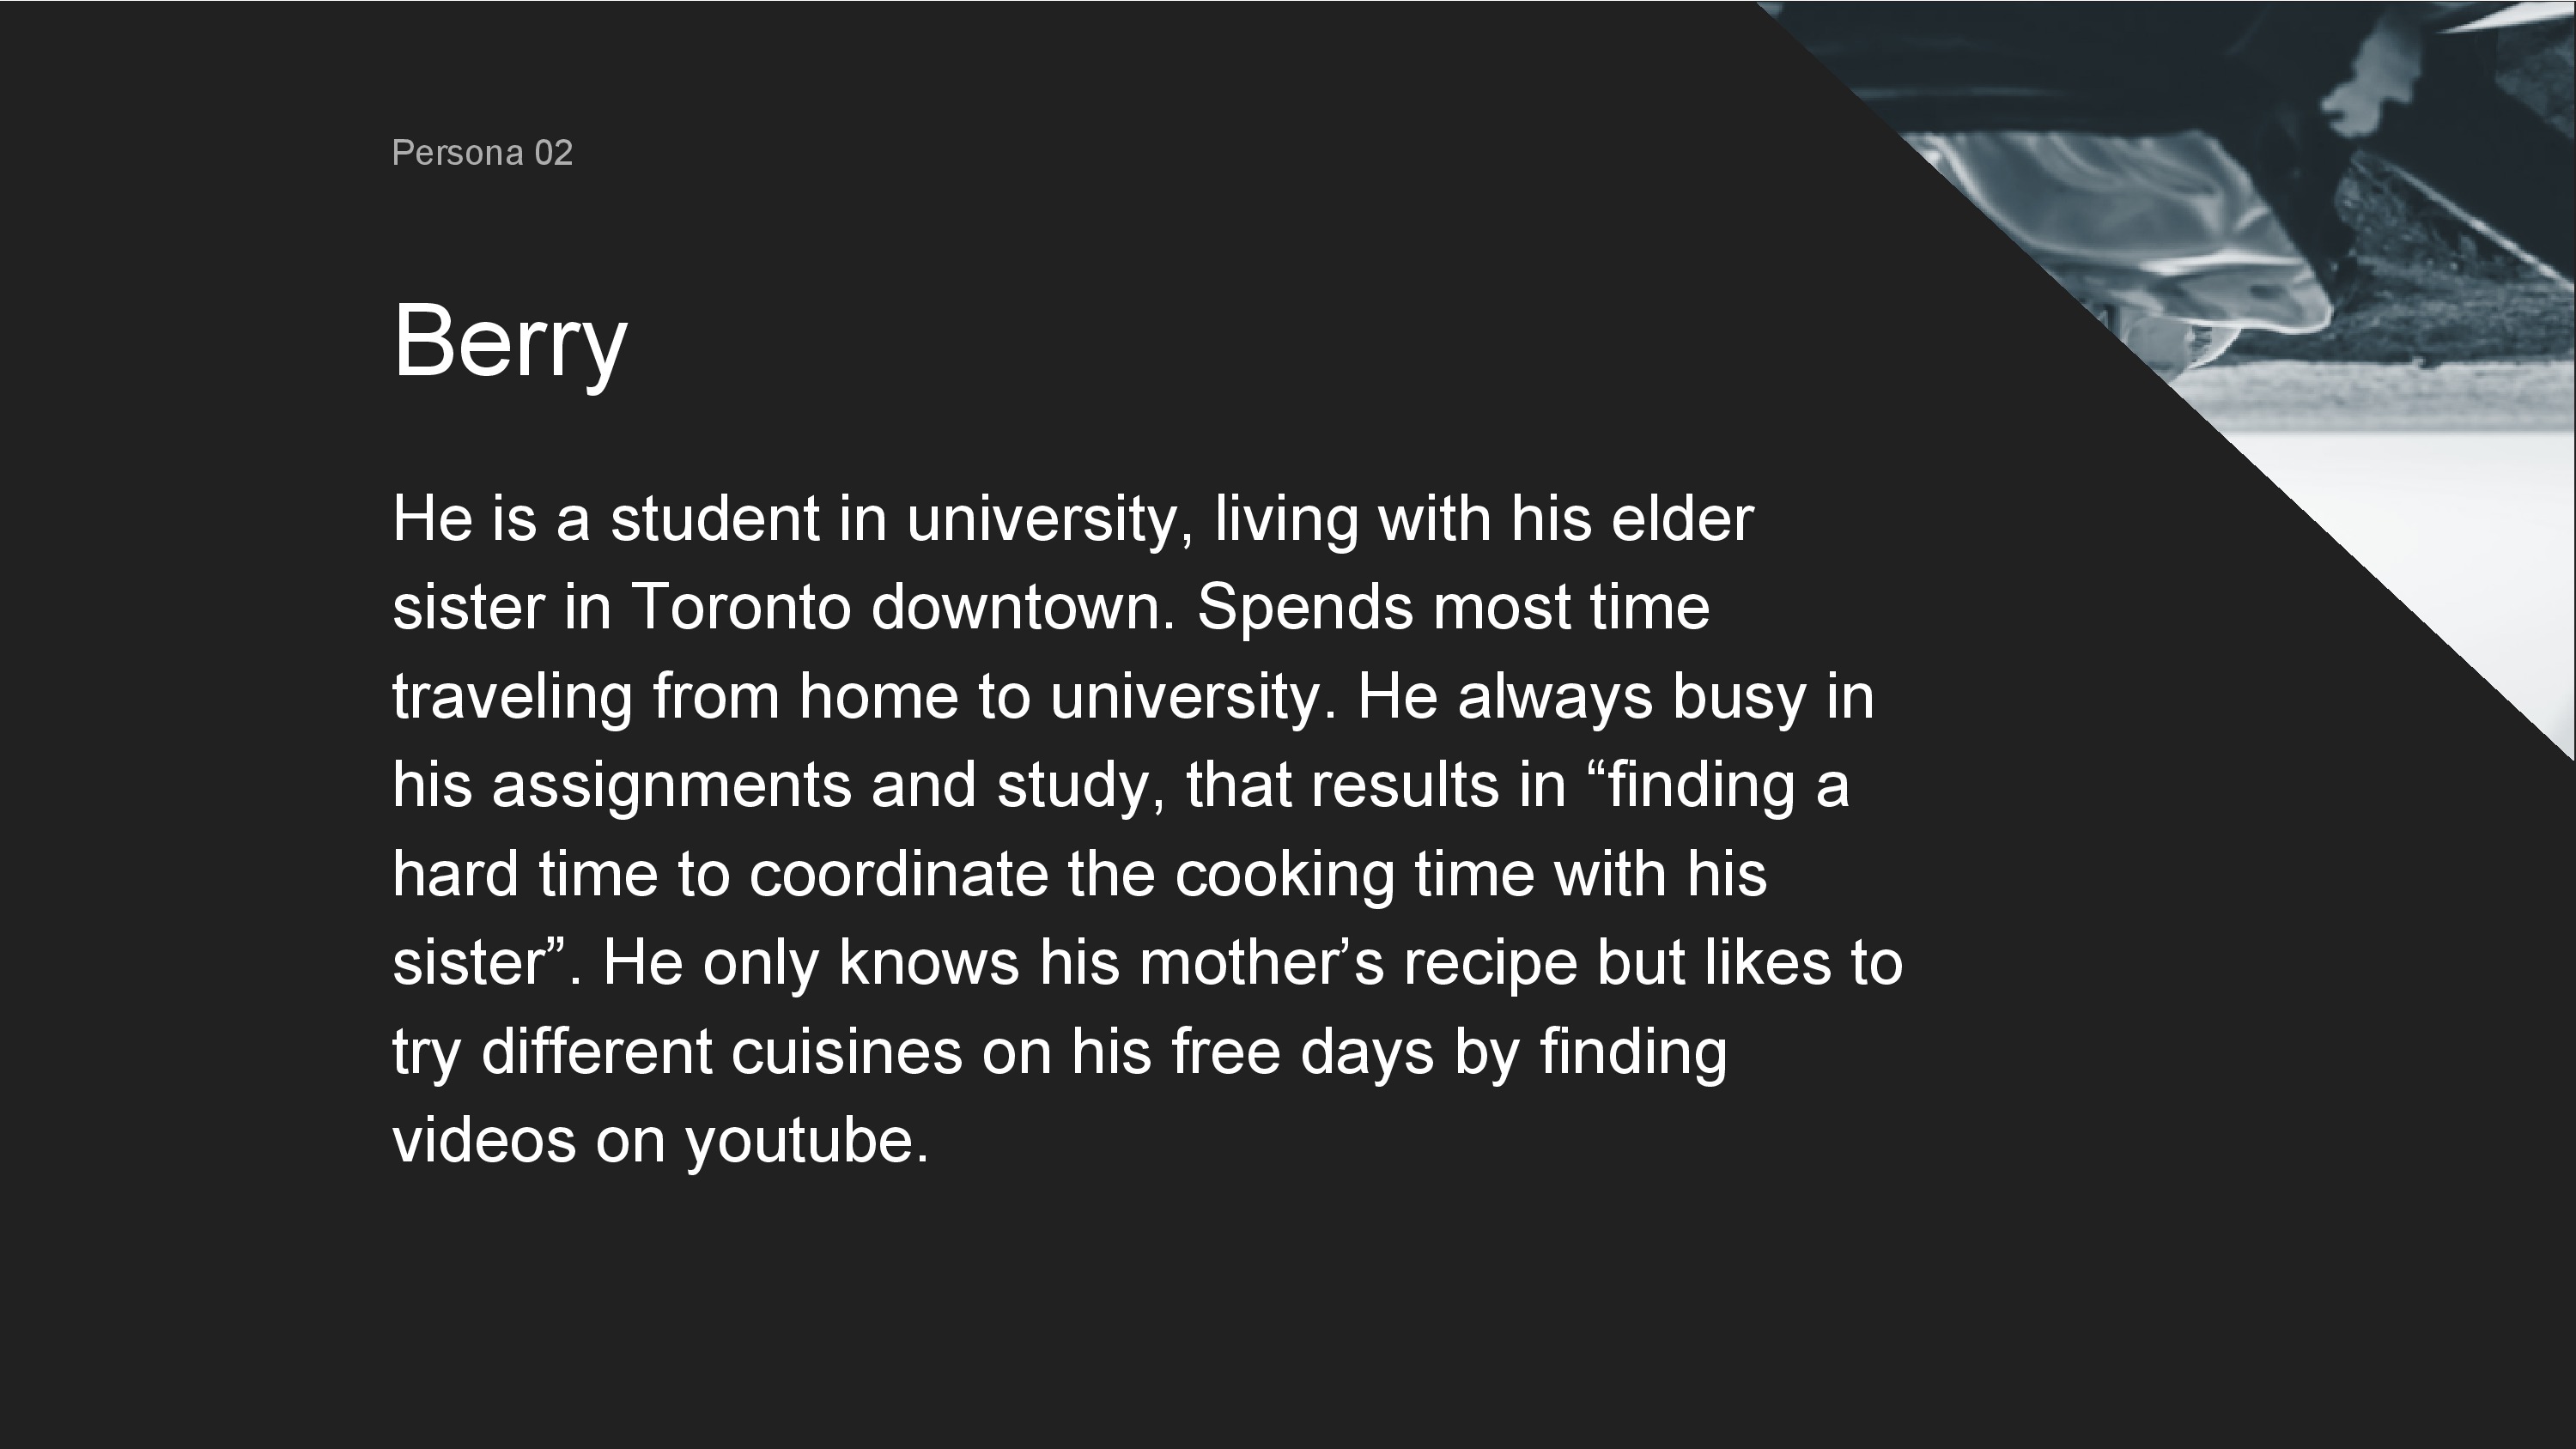 Persona 02
Berry
He is a student in university, living with his elder
sister in Toronto downtown. Spends most time
traveling from home to university. He always busy in
his assignments and study, that results in “finding a
hard time to coordinate the cooking time with his
sister”. He only knows his mother’s recipe but likes to
try different cuisines on his free days by finding
videos on youtube.